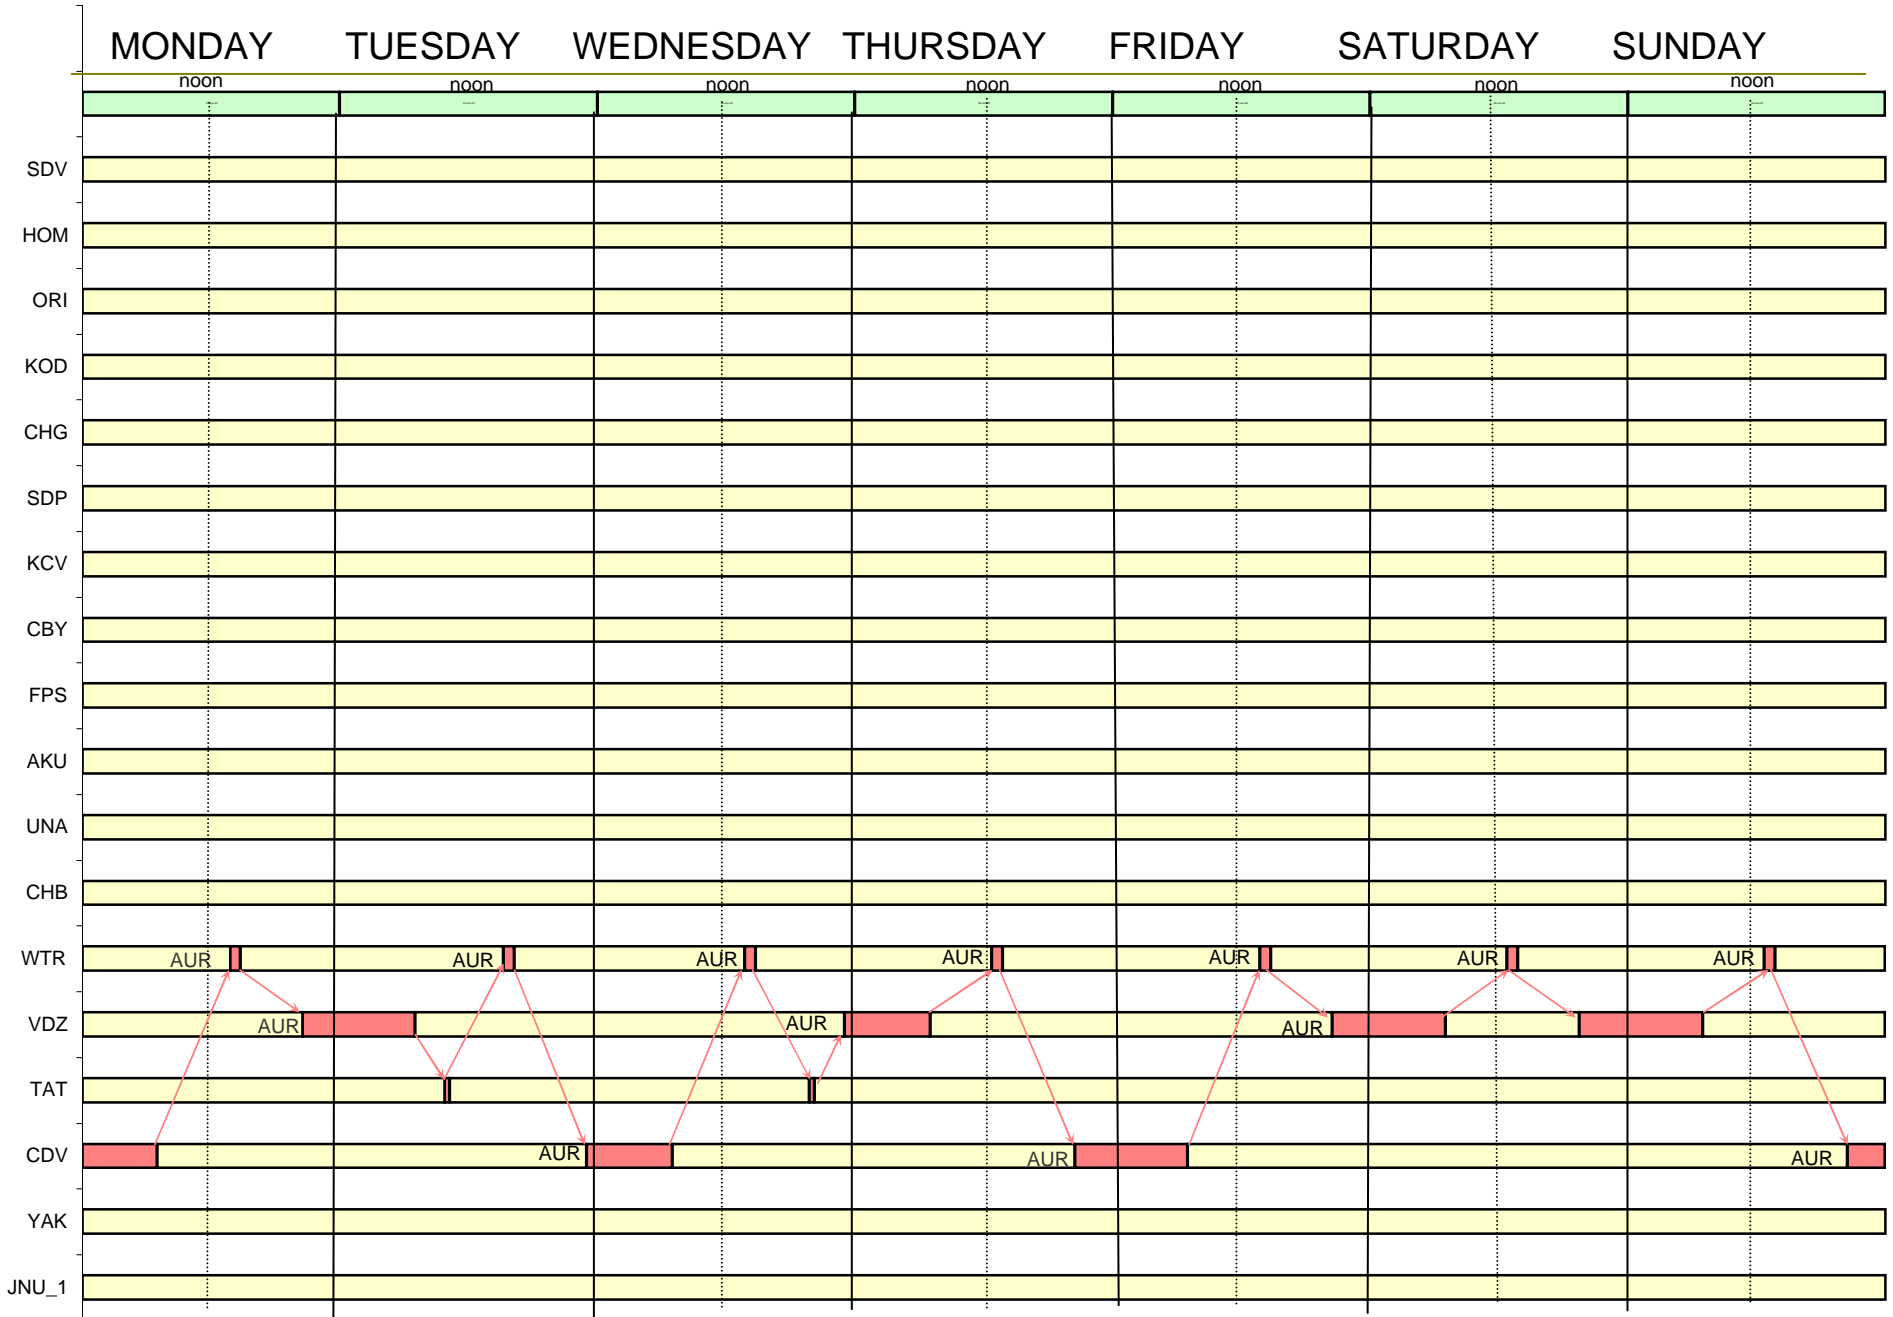 MONDAY TUESDAY WEDNESDAY THURSDAY FRIDAY SATURDAY SUNDAY
noon noon noon noon noon noon noon
SDV
HOM
ORI
KOD
CHG
SDP
KCV
CBY
FPS
AKU
UNA
CHB
WTR AUR AUR AUR AUR AUR AUR AUR
VDZ AUR AUR AUR
TAT
CDV AUR AUR AUR
YAK
JNU_1